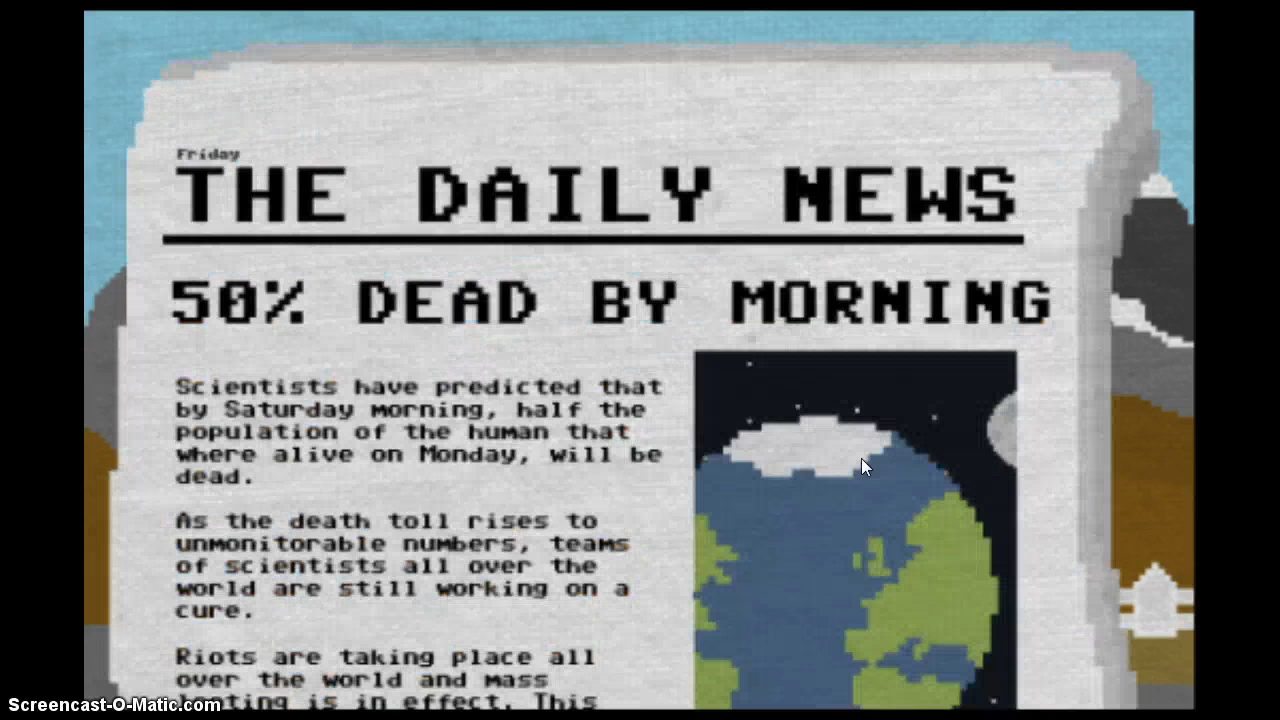 Friday
THE DAILY NEWS
50% DEAD BY MORNING
Scientists have predicted that
by Saturday morning, half the
population of the human that
where alive on Monday, will be
dead.
As the death toll rises to
unmonitorable numbers, teams
of scientists all over the
world are still working on a
cure.
Riots are taking place all
over the world and mass
is in effect. This
Screencast-O-Matic.com